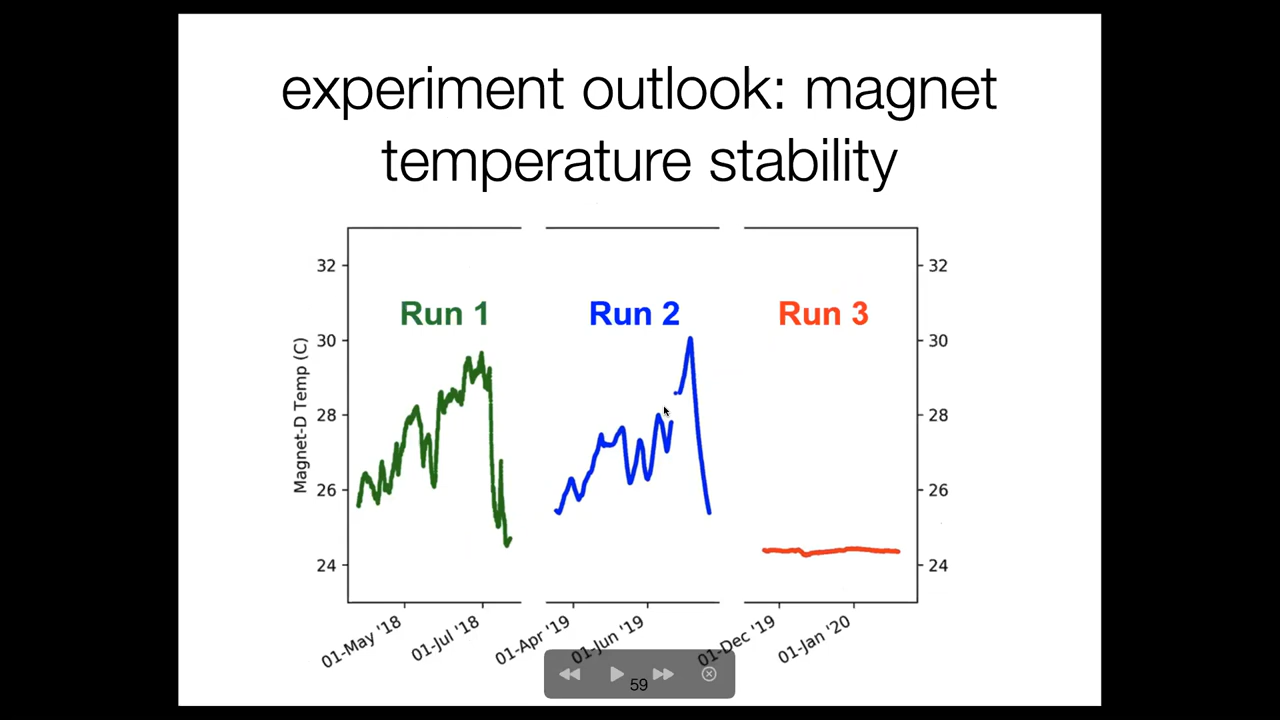 experiment outlook: magnet
temperature stability
Run 1
Run 2
Run 3
Magnet-D Temp (C)
32
30
28
26
24
32
30
28
26
24
01-May '18
01-Jul '18
01-Apr '19
01-Jun '19
01-Dec '19
01-Jan '20
59